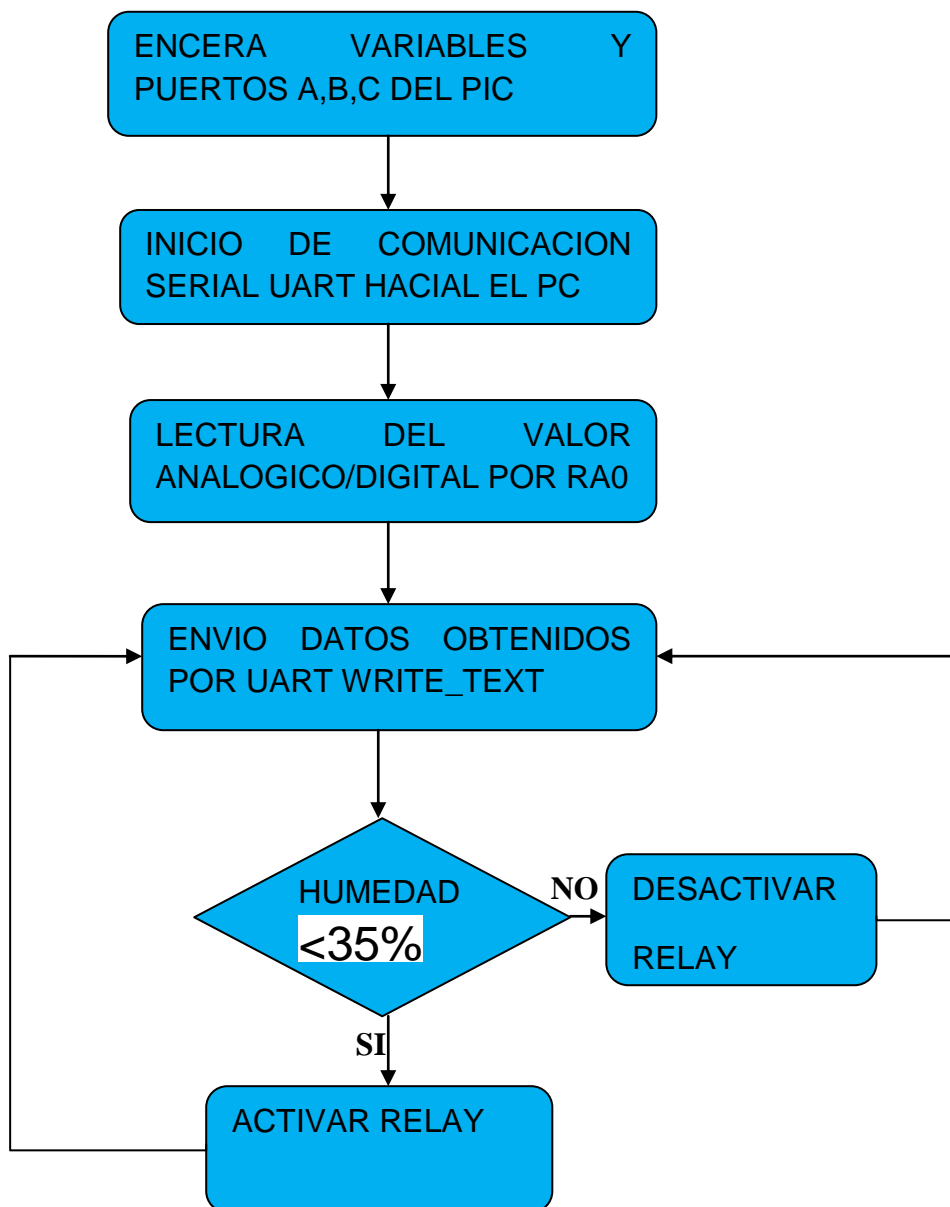 ENCERA VARIABLES Y
PUERTOS A,B,C DEL PIC
INICIO DE COMUNICACION
SERIAL UART HACIAL EL PC
LECTURA DEL VALOR
ANALOGICO/DIGITAL POR RA0
ENVIO DATOS OBTENIDOS
POR UART WRITE_TEXT
HUMEDAD
<35%
NO
DESACTIVAR
RELAY
SI
ACTIVAR RELAY